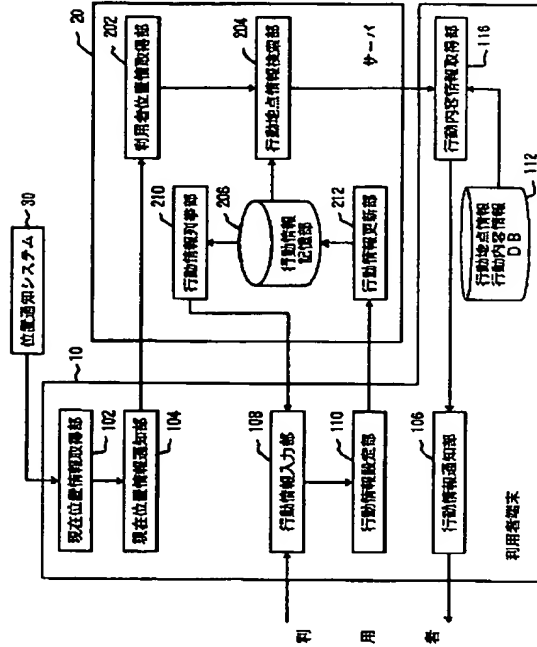 位置通知システム
30
10
現在位置情報取得部
102
現在位置情報通知部
104
行動情報入力部
108
行動情報設定部
110
行動情報通知部
106
利用者端末
利用者
20
利用者位置情報取得部
202
行動地点情報検索部
204
行動情報列挙部
210
行動情報
記憶部
206
行動情報更新部
212
サーバ
行動内容情報取得部
116
行動地点情報
行動内容情報
DB
112